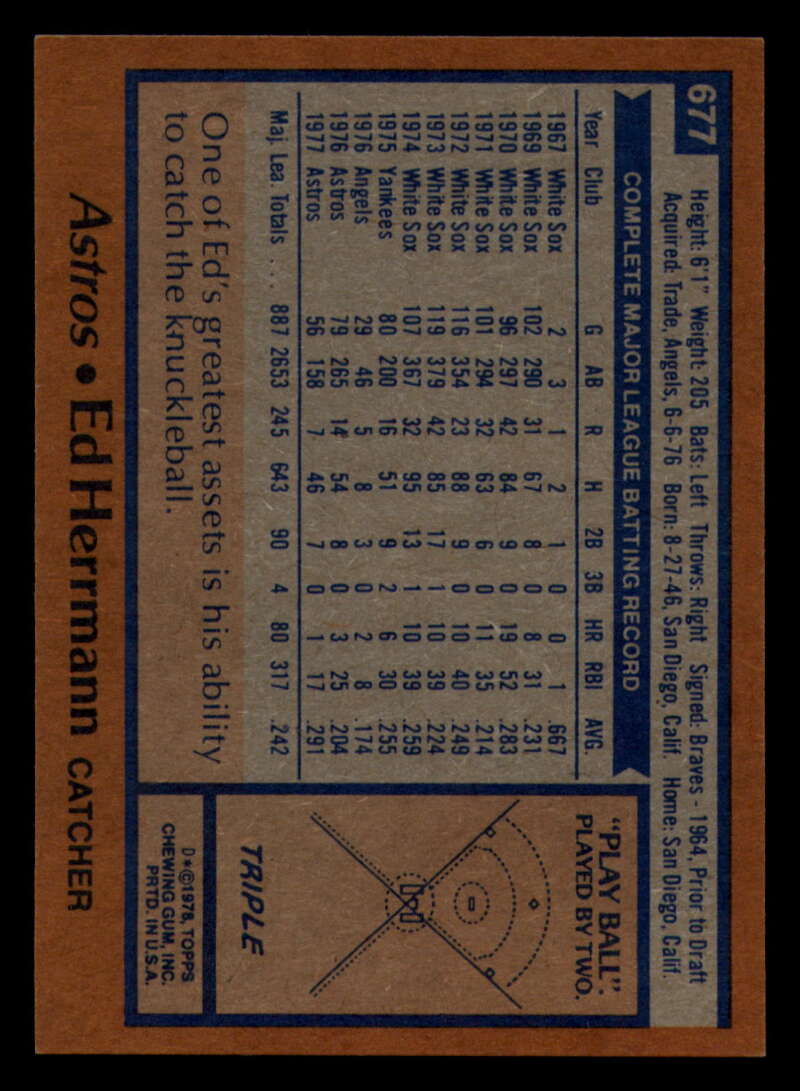 677
Height: 6'1" Weight: 205 Bats: Left Throws: Right Signed: Braves - 1964, Prior to Draft
Acquired: Trade, Angels, 6-6-76 Born: 8-27-46, San Diego, Calif. Home: San Diego, Calif.
COMPLETE MAJOR LEAGUE BATTING RECORD
Year Club G AB R H 2B 3B HR RBI AVG.
1967 White Sox 2 3 1 2 1 0 0 1 .667
1969 White Sox 102 290 31 67 8 0 8 31 .231
1970 White Sox 96 297 42 84 9 0 19 52 .283
1971 White Sox 101 294 32 63 6 0 11 35 .214
1972 White Sox 116 354 23 88 9 0 10 40 .249
1973 White Sox 119 379 42 85 17 1 10 39 .224
1974 White Sox 107 367 32 95 13 1 10 39 .259
1975 Yankees 80 200 16 51 9 2 6 30 .255
1976 Angels 29 46 5 8 3 0 2 8 .174
1976 Astros 79 265 14 54 8 0 3 25 .204
1977 Astros 56 158 7 46 7 0 1 17 .291
Maj. Lea. Totals . . . 887 2653 245 643 90 4 80 317 .242
One of Ed's greatest assets is his ability
to catch the knuckleball.
"PLAY BALL":
PLAYED BY TWO.
TRIPLE
D*©1978, TOPPS
CHEWING GUM, INC.
PRTD. IN U.S.A.
Astros • Ed Herrmann CATCHER